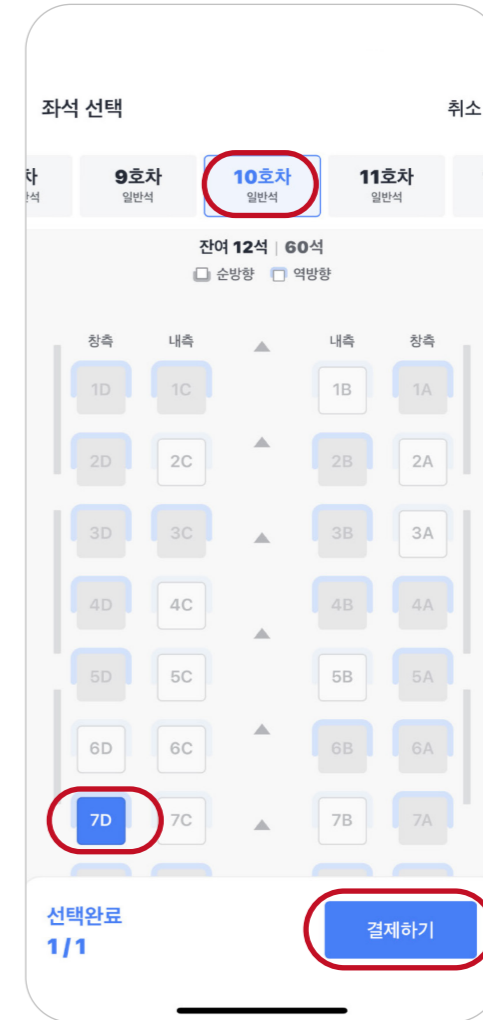 좌석 선택 취소
차 9호차 10호차 11호차
일반석 일반석 일반석
잔여 12석 | 60석
순방향 역방향
창측 내측 내측 창측
1D 1C 1B 1A
2D 2C 2B 2A
3D 3C 3B 3A
4D 4C 4B 4A
5D 5C 5B 5A
6D 6C 6B 6A
7D 7C 7B 7A
선택완료
1/1
결제하기